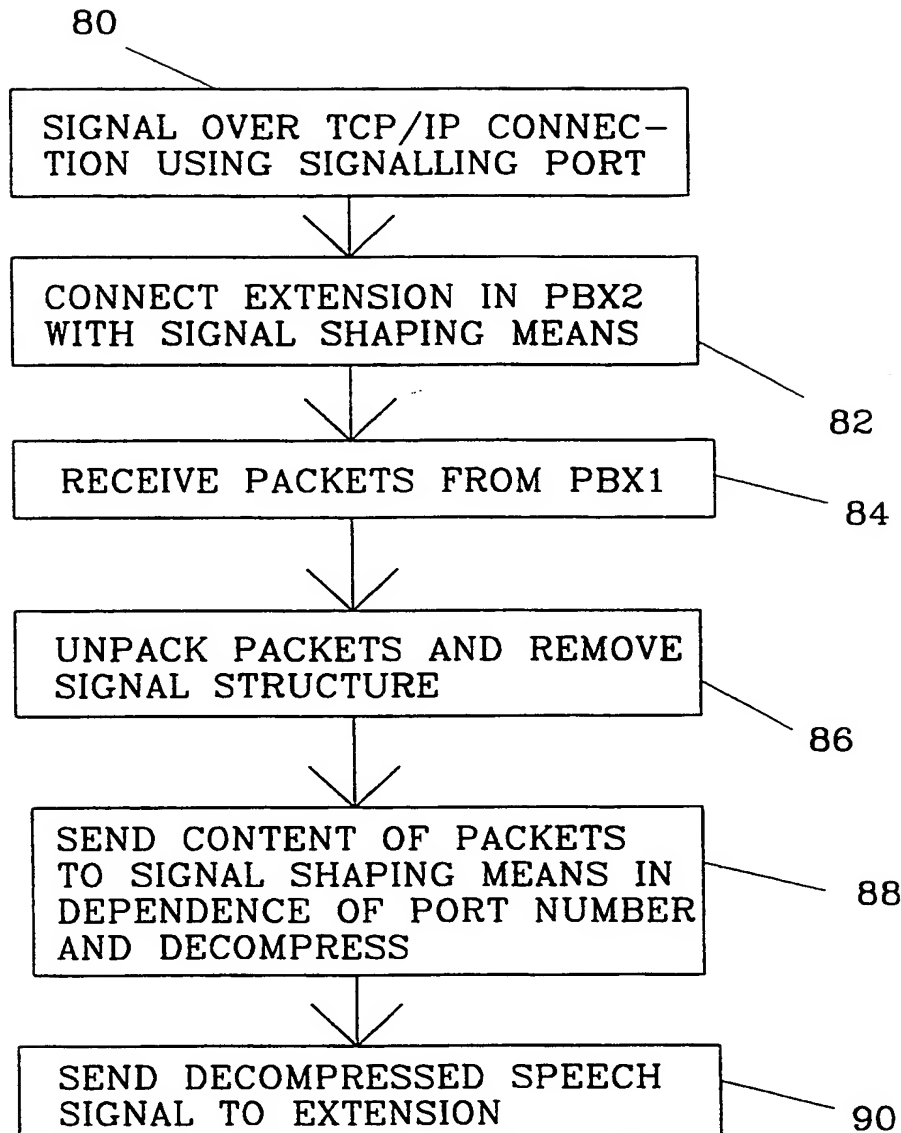 80
SIGNAL OVER TCP/IP CONNEC-
TION USING SIGNALLING PORT
CONNECT EXTENSION IN PBX2
WITH SIGNAL SHAPING MEANS
82
RECEIVE PACKETS FROM PBX1
84
UNPACK PACKETS AND REMOVE
SIGNAL STRUCTURE
86
SEND CONTENT OF PACKETS
TO SIGNAL SHAPING MEANS IN
DEPENDENCE OF PORT NUMBER
AND DECOMPRESS
88
SEND DECOMPRESSED SPEECH
SIGNAL TO EXTENSION
90